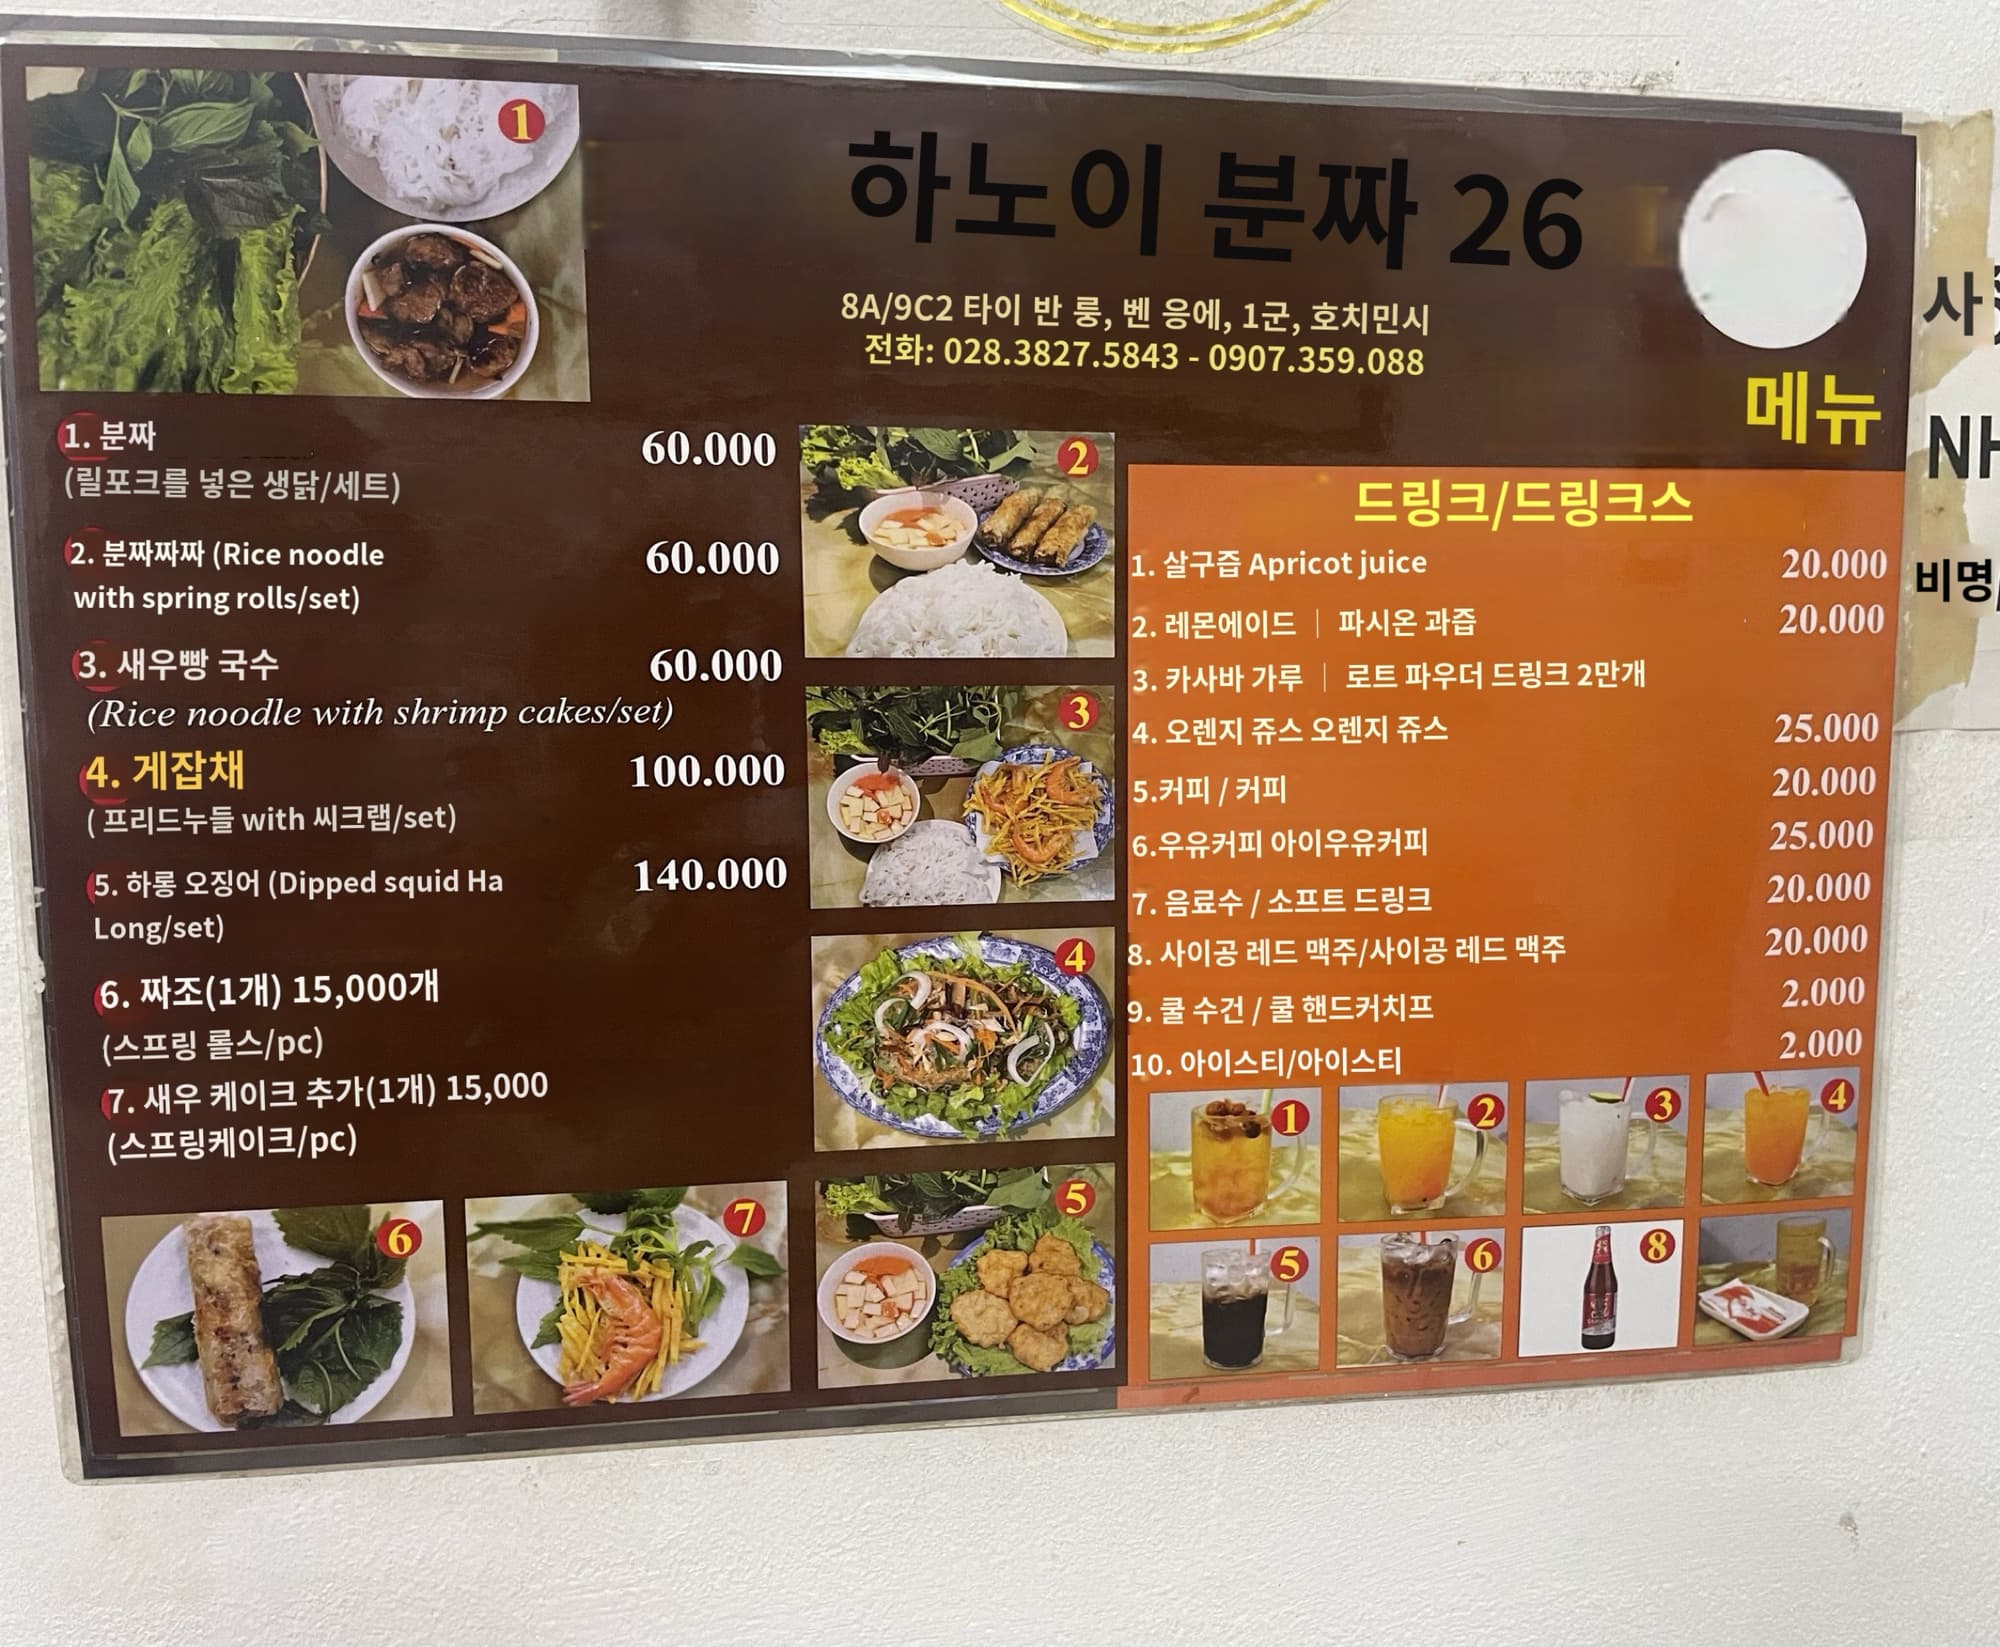 하노이 분짜 26
8A/9C2 타이 반 룽, 벤 응에, 1군, 호치민시
전화: 028.3827.5843 - 0907.359.088
메뉴
1. 분짜 60.000
(릴포크를 넣은 생닭/세트)
2. 분짜짜짜 (Rice noodle 60.000
with spring rolls/set)
3. 새우빵 국수 60.000
(Rice noodle with shrimp cakes/set)
4. 게잡채 100.000
( 프리드누들 with 씨크랩/set)
5. 하롱 오징어 (Dipped squid Ha 140.000
Long/set)
6. 짜조(1개) 15,000개
(스프링 롤스/pc)
7. 새우 케이크 추가(1개) 15,000
(스프링케이크/pc)
드링크/드링크스
1. 살구즙 Apricot juice 20.000
2. 레몬에이드 | 파시온 과즙 20.000
3. 카사바 가루 | 로트 파우더 드링크 2만개
4. 오렌지 쥬스 오렌지 쥬스 25.000
5.커피 / 커피 20.000
6.우유커피 아이우유커피 25.000
7. 음료수 / 소프트 드링크 20.000
8. 사이공 레드 맥주/사이공 레드 맥주 20.000
9. 쿨 수건 / 쿨 핸드커치프 2.000
10. 아이스티/아이스티 2.000
1
2
3
4
5
6
7
1
2
3
4
5
6
8
사
NH
비명